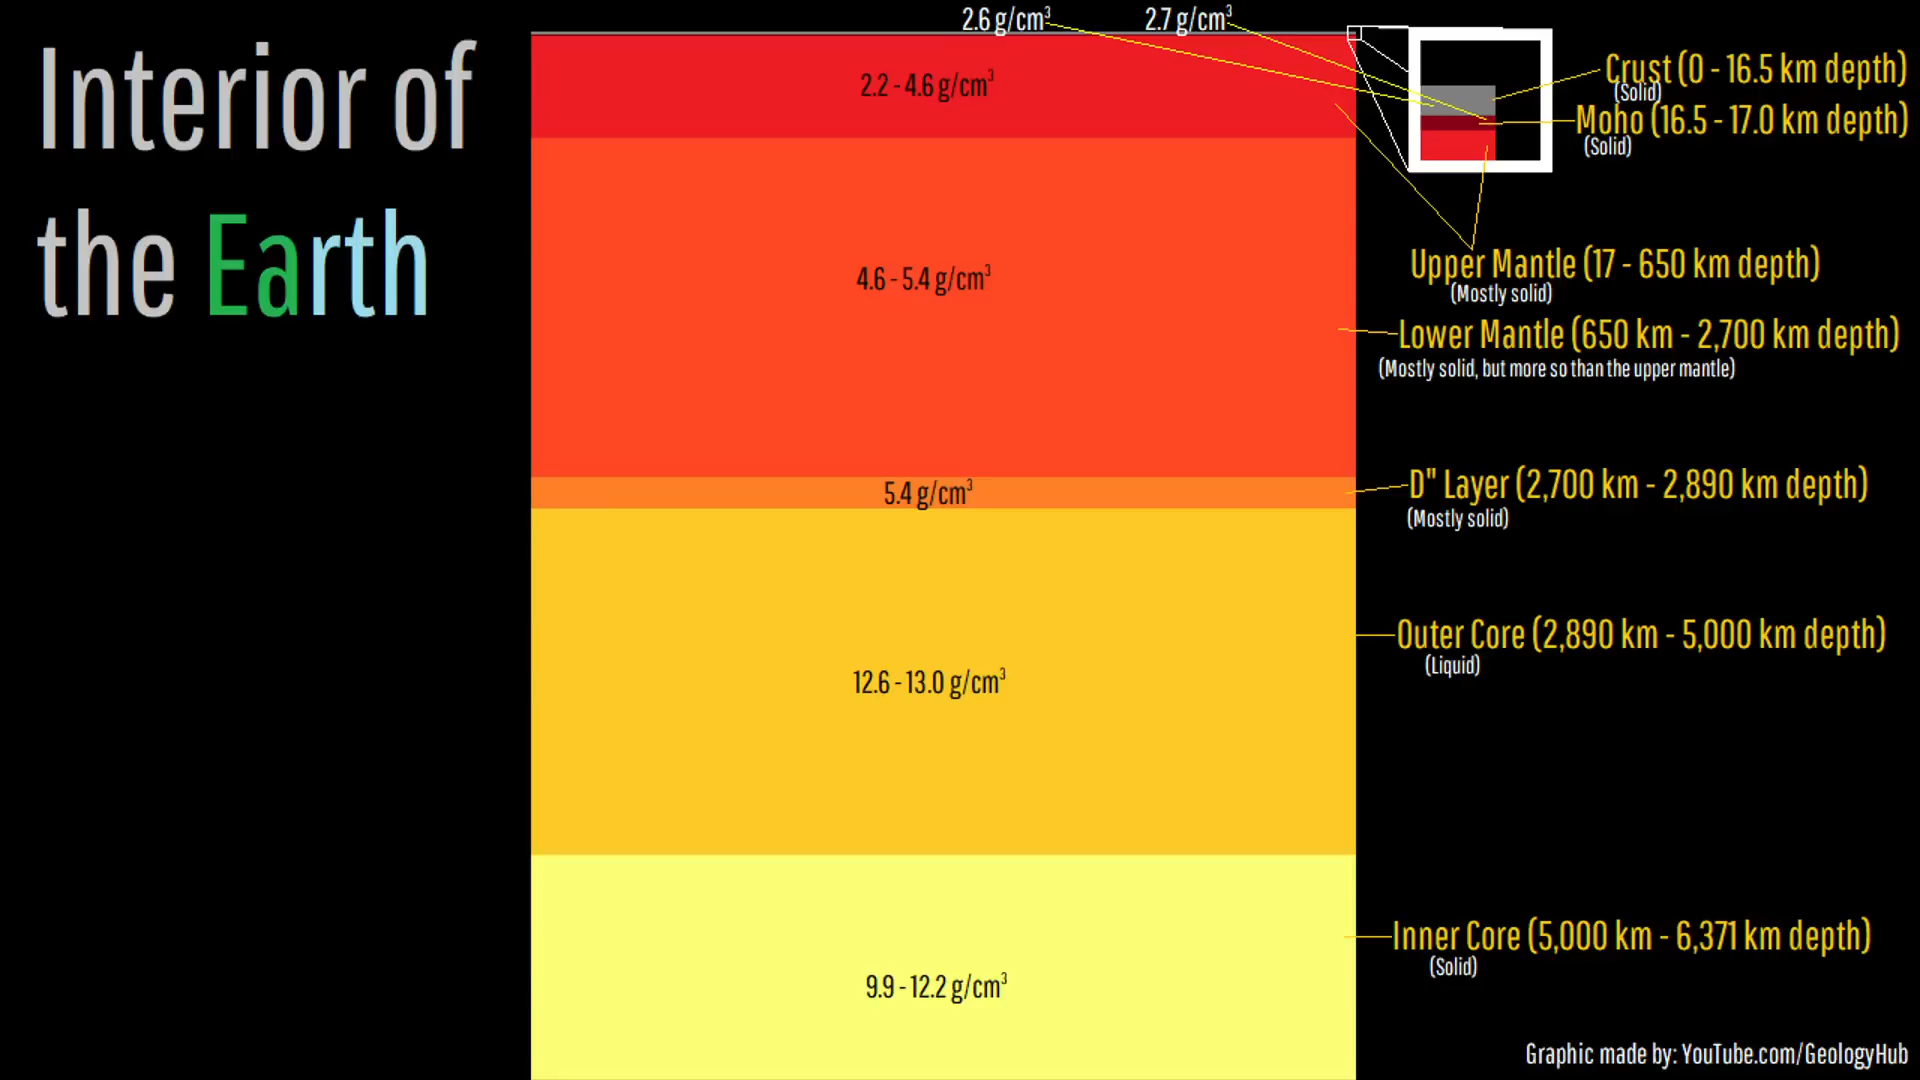 Interior of
the Earth
2.6 g/cm³
2.7 g/cm³
2.2 - 4.6 g/cm³
4.6 - 5.4 g/cm³
5.4 g/cm³
12.6 - 13.0 g/cm³
9.9 - 12.2 g/cm³
Crust (0 - 16.5 km depth)
(Solid)
Moho (16.5 - 17.0 km depth)
(Solid)
Upper Mantle (17 - 650 km depth)
(Mostly solid)
Lower Mantle (650 km - 2,700 km depth)
(Mostly solid, but more so than the upper mantle)
D" Layer (2,700 km - 2,890 km depth)
(Mostly solid)
Outer Core (2,890 km - 5,000 km depth)
(Liquid)
Inner Core (5,000 km - 6,371 km depth)
(Solid)
Graphic made by: YouTube.com/GeologyHub